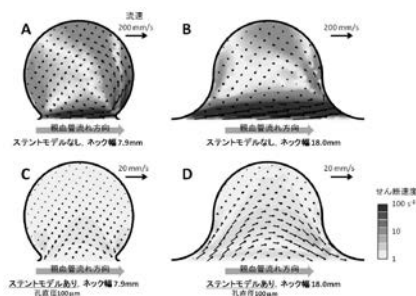 流速
A
200 mm/s
B
200 mm/s
親血管流れ方向
ステントモデルなし、ネック幅7.9mm
親血管流れ方向
ステントモデルなし、ネック幅18.0mm
C
20 mm/s
D
20 mm/s
せん断速度
100 s⁻¹
10
1
親血管流れ方向
ステントモデルあり、ネック幅7.9mm
孔直径100μm
親血管流れ方向
ステントモデルあり、ネック幅18.0mm
孔直径100μm